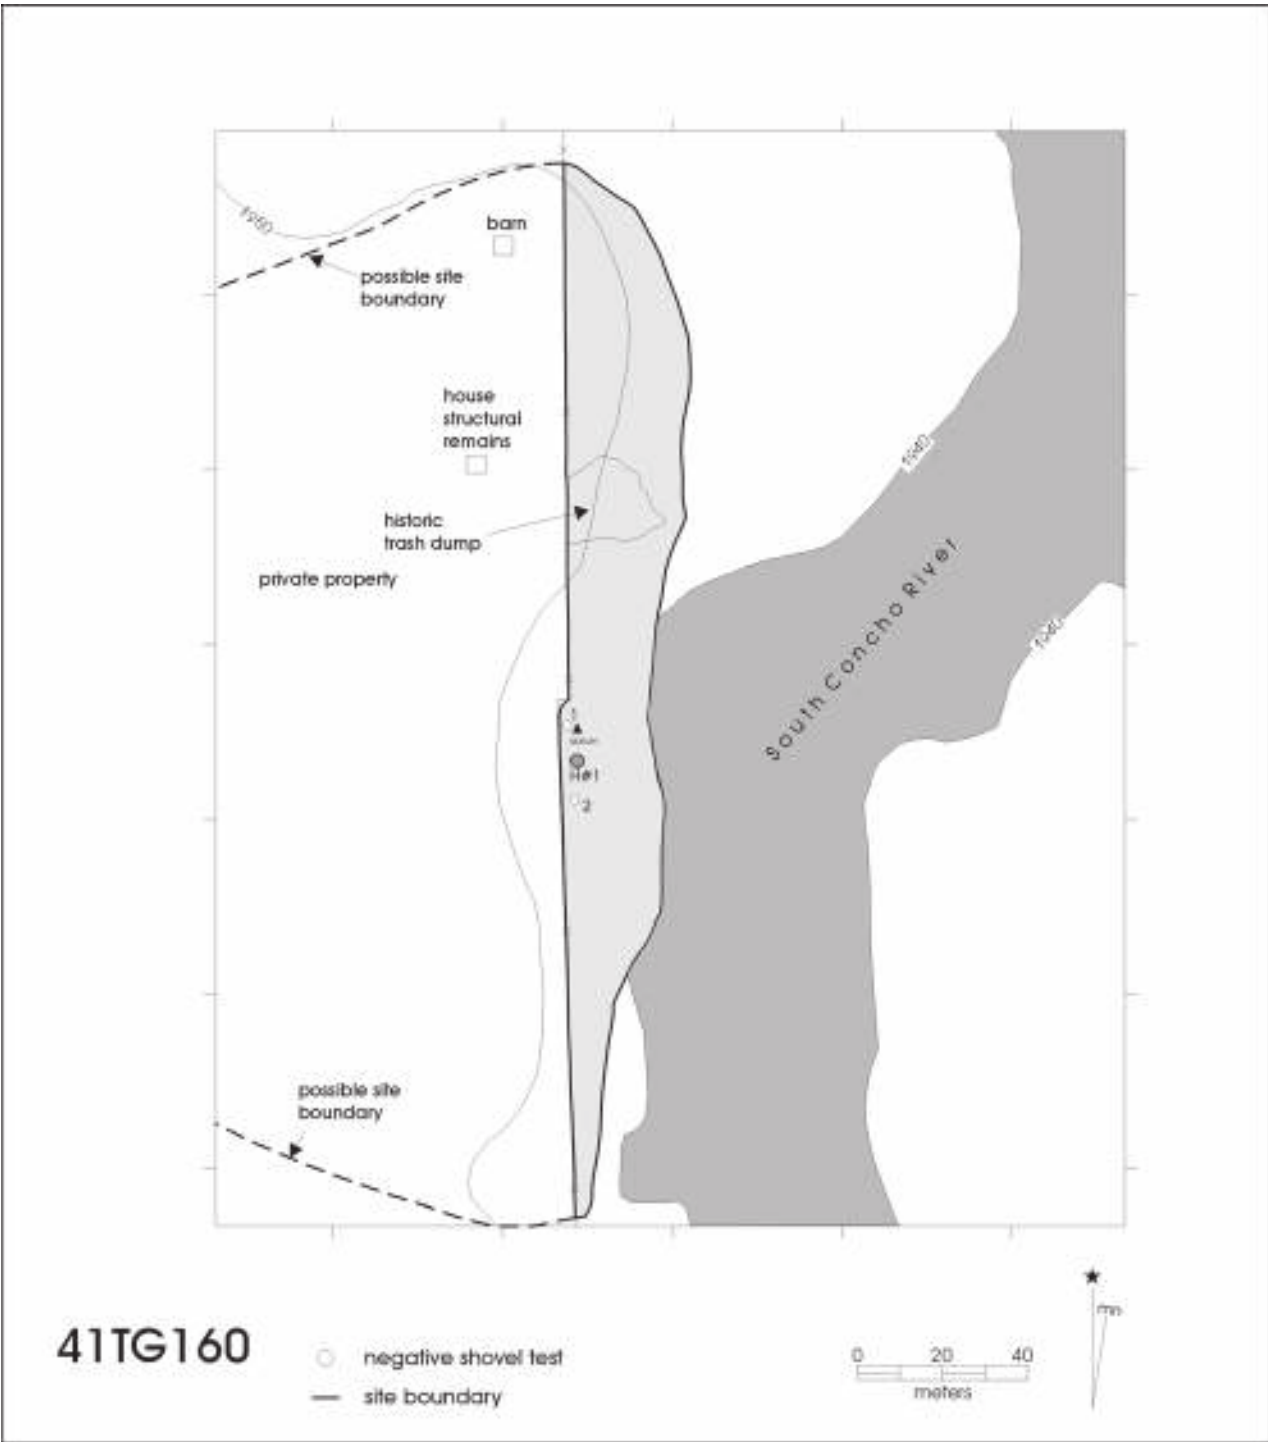 1950
barn
possible site
boundary
house
structural
remains
1940
historic
trash dump
private property
South Concho River
1940
1
H#1
2
possible site
boundary
mn
41TG160
negative shovel test
site boundary
0 20 40
meters